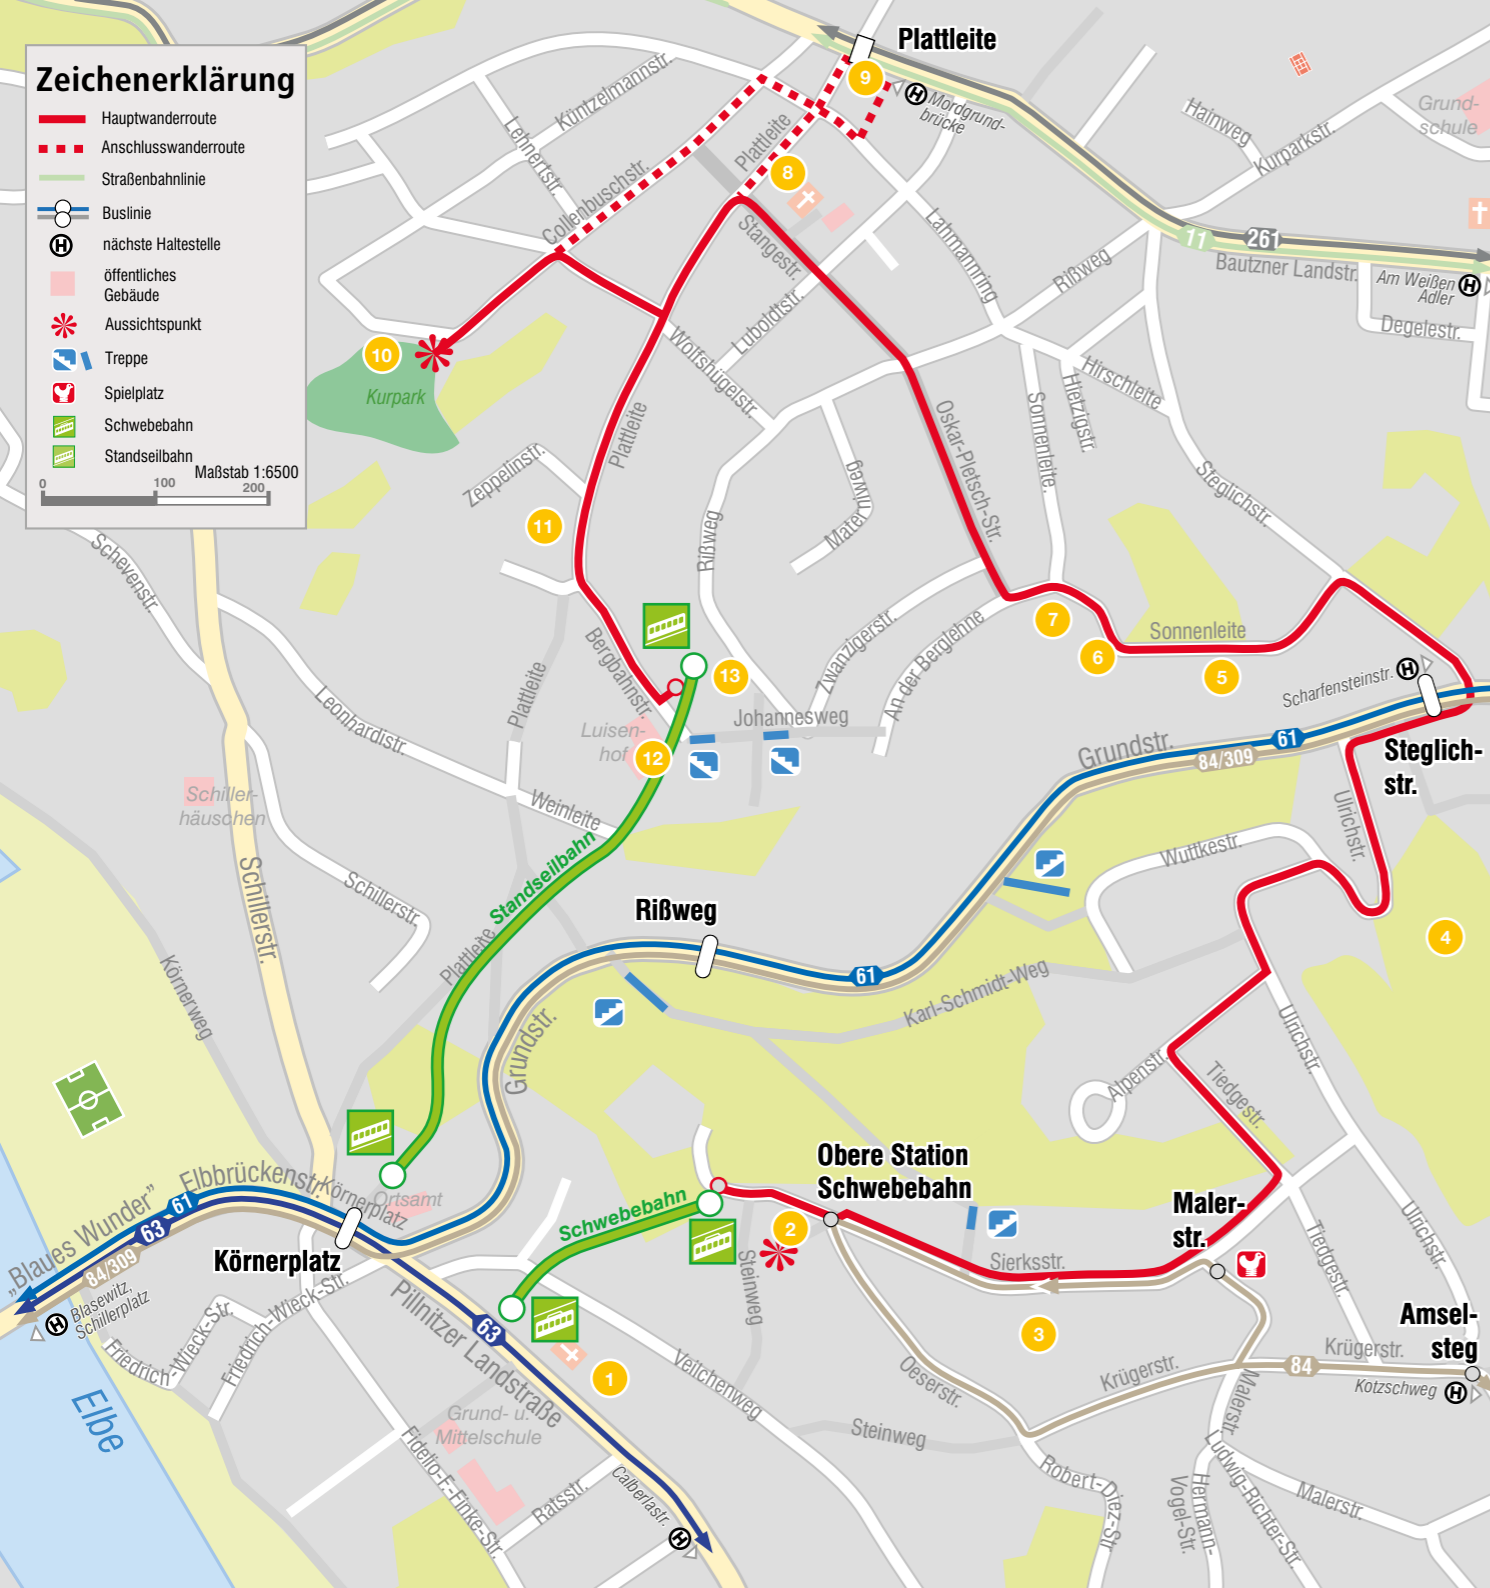 Zeichenerklärung
Hauptwanderroute
Anschlusswanderroute
Straßenbahnlinie
Buslinie
H
nächste Haltestelle
öffentliches
Gebäude
Aussichtspunkt
Treppe
Spielplatz
Schwebebahn
Standseilbahn
Maßstab 1:6500
0
100
200
Plattleite
9
H
Mordgrund-
brücke
Hainweg
Kurparkstr.
Grund-
schule
Küntzelmannstr.
Lehnertstr.
Collenbuschstr.
Plattleite
8
Stangestr.
Lahmannring
Rißweg
11
261
Bautzner Landstr.
Am Weißen
Adler
H
Degelestr.
Luboldtstr.
Wolfshügelstr.
Hirschleite
Hietzigstr.
Sonnenleite.
Oskar-Pletsch-Str.
10
Kurpark
Plattleite
Zeppelinstr.
11
Rißweg
Materniweg
Steglichstr.
Schevenstr.
Bergbahnstr.
13
Zwanzigerstr.
An der Berglehne
7
6
Sonnenleite
5
Scharfensteinstr.
H
Steglich-
str.
Leonhardistr.
Plattleite
Luisen-
hof
12
Johannesweg
Grundstr.
84/309
61
Ulrichstr.
Schiller-
häuschen
Weinleite
Standseilbahn
Schillerstr.
Schillerstr.
Plattleite
Rißweg
61
Wuttkestr.
4
Karl-Schmidt-Weg
Körnerweg
Grundstr.
Ulrichstr.
Alpenstr.
Tiedgestr.
Elbbrückenstr.
Körnerplatz
Ortsamt
Obere Station
Schwebebahn
Maler-
str.
„Blaues Wunder”
61
63
84/309
Körnerplatz
Schwebebahn
2
Steinweg
Sierksstr.
Tiedgestr.
Ulrichstr.
H
Blasewitz,
Schillerplatz
Friedrich-Wieck-Str.
Friedrich-Wieck-Str.
Pillnitzer Landstraße
63
1
3
Amsel-
steg
Krügerstr.
84
Krügerstr.
Kotzschweg
H
Elbe
Veilchenweg
Oeserstr.
Malerstr.
Grund- u.
Mittelschule
Steinweg
Fidelio-F.-Finke-Str.
Ratsstr.
Calberlastr.
H
Robert-Diez-Str
Hermann-
Vogel-Str.
Ludwig-Richter-Str.
Malerstr.